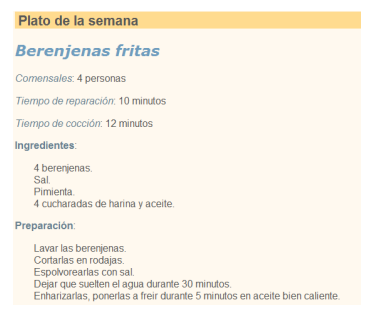 Plato de la semana
Berenjenas fritas
Comensales: 4 personas
Tiempo de reparación: 10 minutos
Tiempo de cocción: 12 minutos
Ingredientes:
4 berenjenas.
Sal.
Pimienta.
4 cucharadas de harina y aceite.
Preparación:
Lavar las berenjenas.
Cortarlas en rodajas.
Espolvorearlas con sal.
Dejar que suelten el agua durante 30 minutos.
Enharizarlas, ponerlas a freir durante 5 minutos en aceite bien caliente.